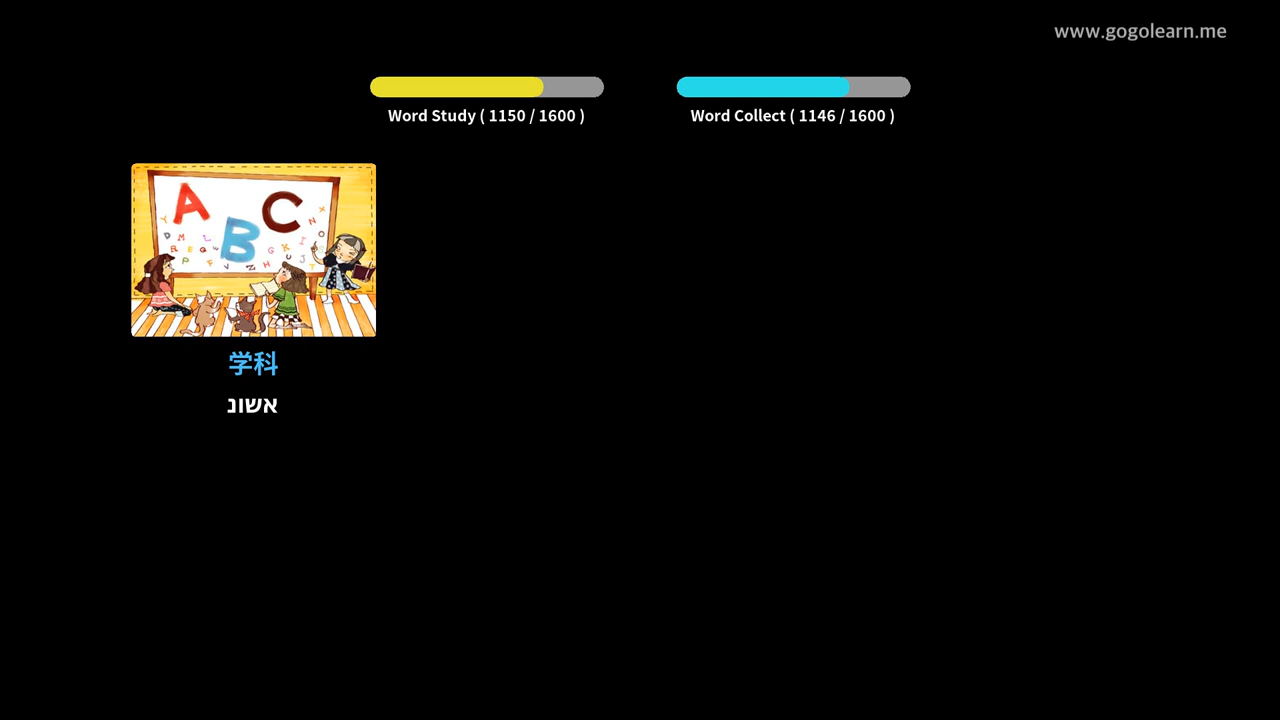 www.gogolearn.me
Word Study ( 1150 / 1600 )
Word Collect ( 1146 / 1600 )
A
B
C
学科
אשונ